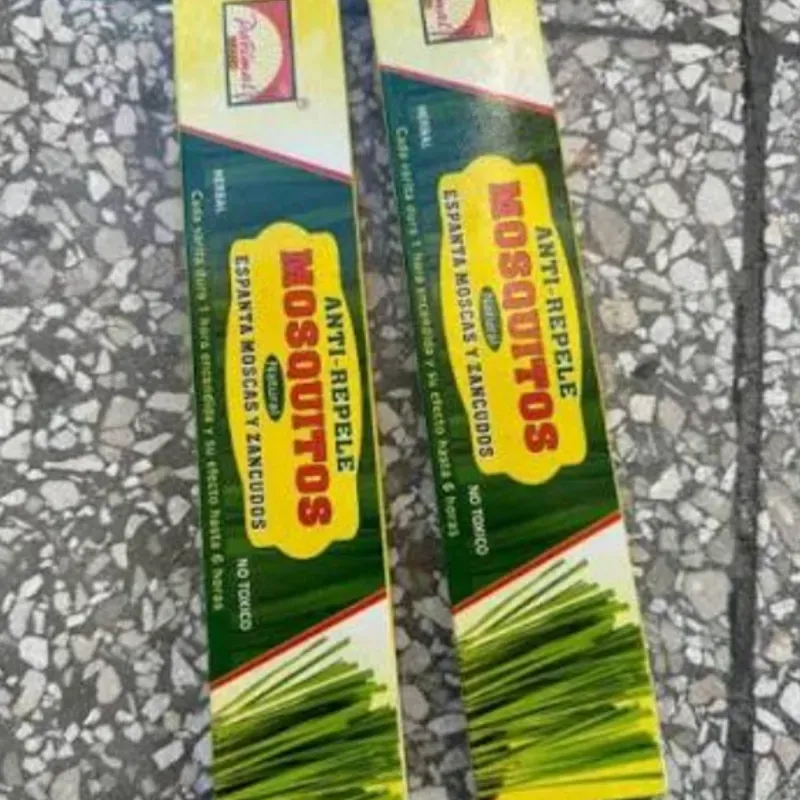 HERBAL
ANTI-REPELE
MOSQUITOS
Natural
ESPANTA MOSCAS Y ZANCUDOS
Cada varita dura 1 hora encendida y su efecto hasta 6 horas
NO TOXICO
HERBAL
ANTI-REPELE
MOSQUITOS
Natural
ESPANTA MOSCAS Y ZANCUDOS
Cada varita dura 1 hora encendida y su efecto hasta 6 horas
NO TOXICO